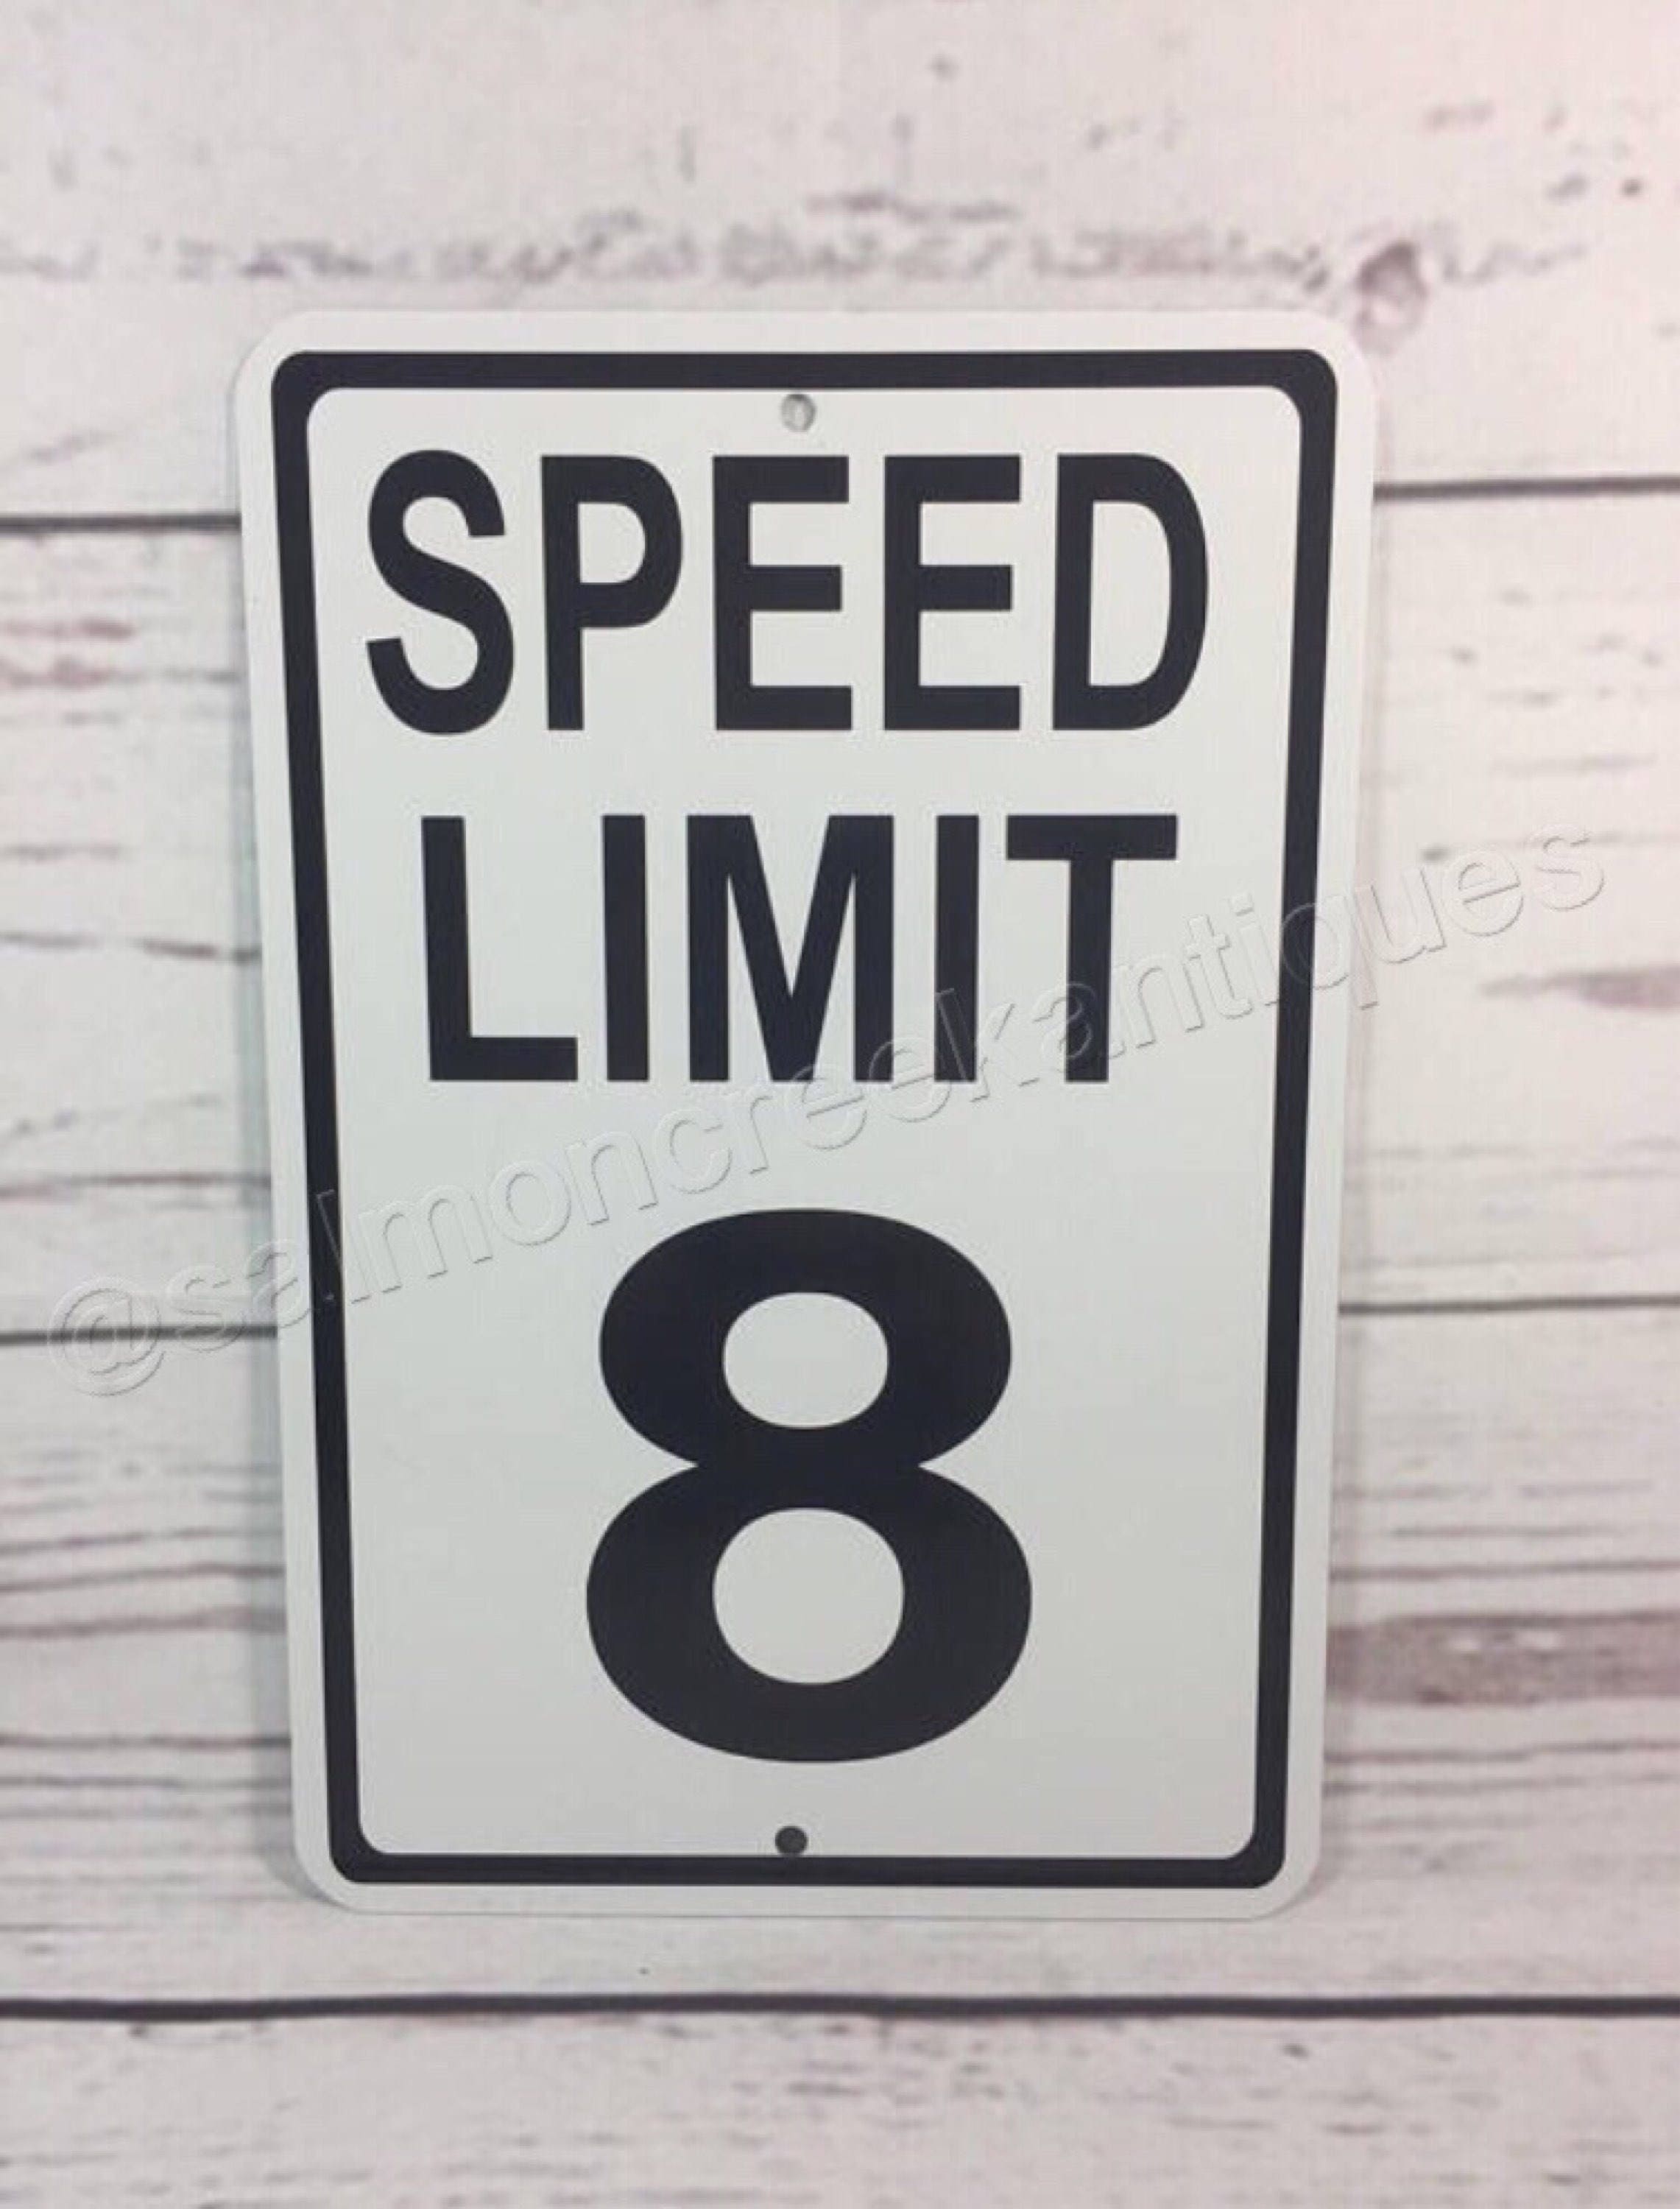 SPEED
LIMIT
@salmoncreekantiques
8